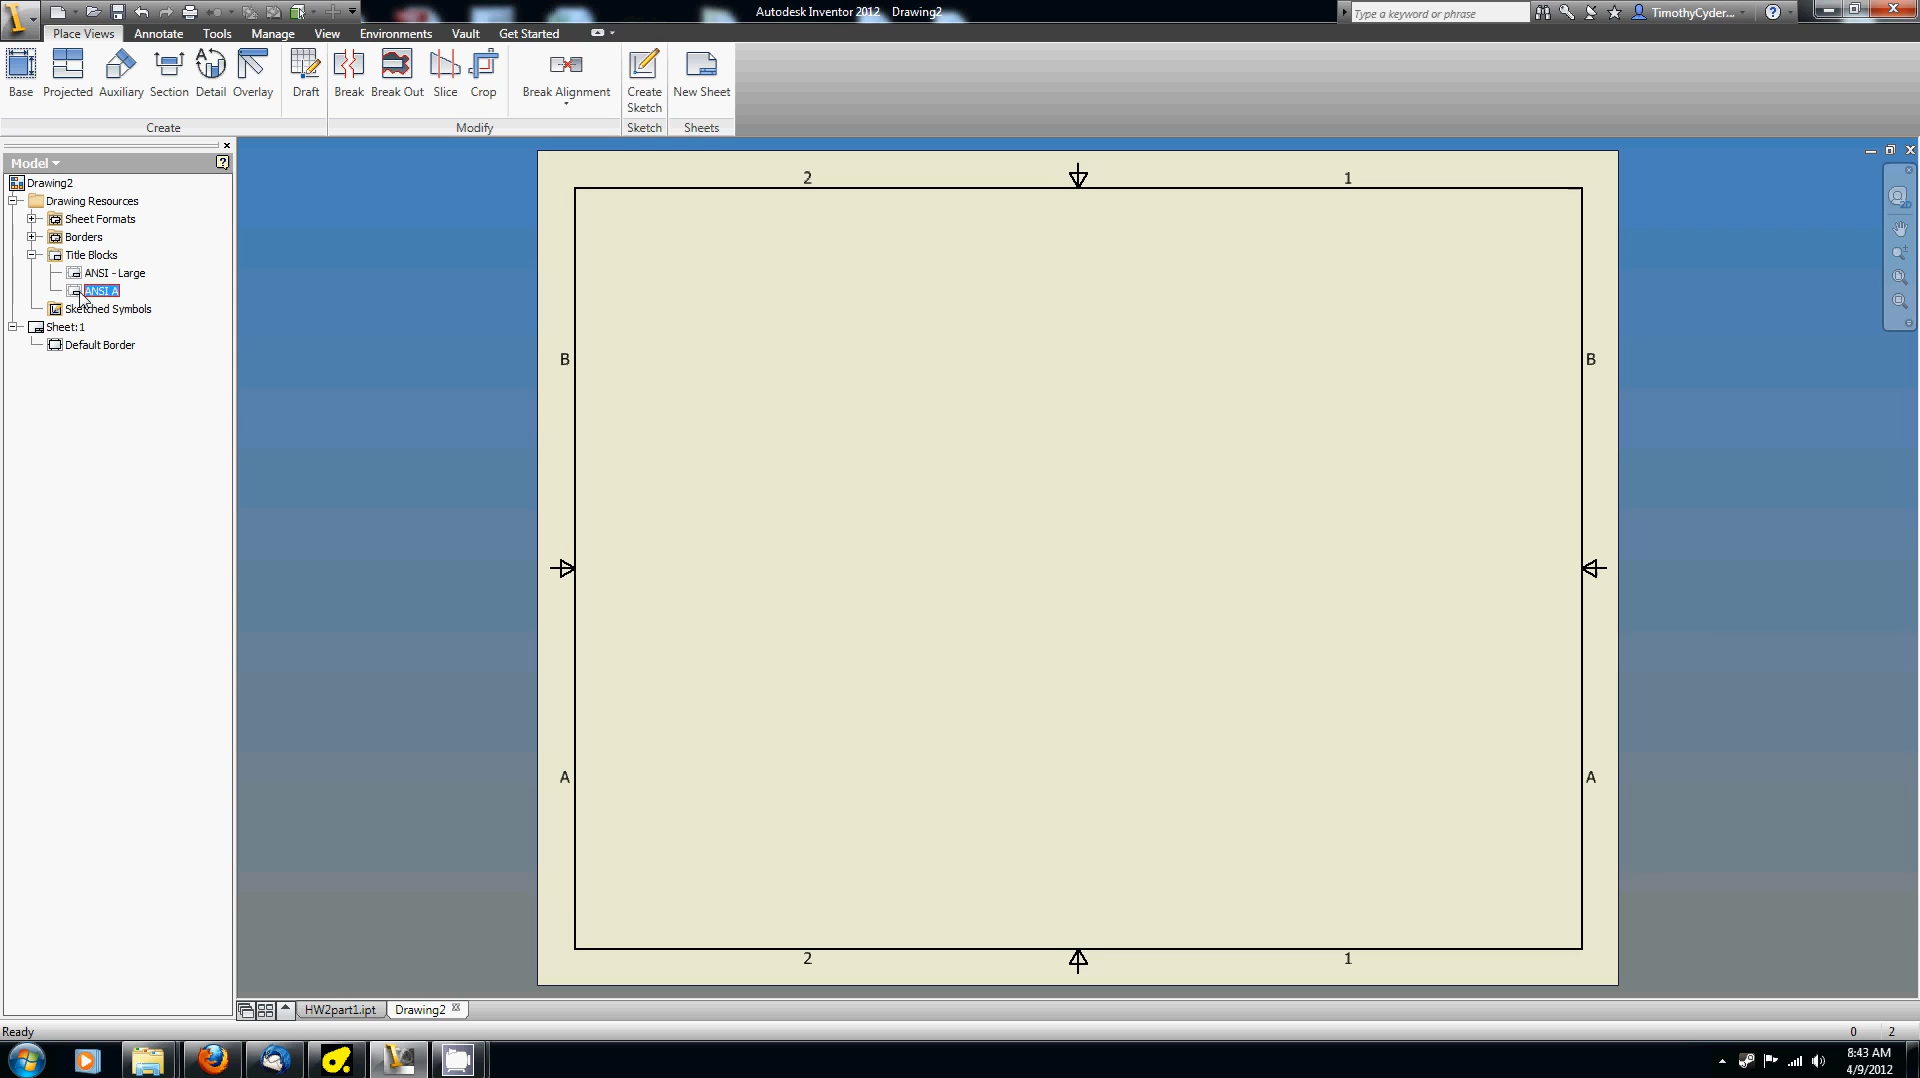 Autodesk Inventor 2012 Drawing2
Type a keyword or phrase
TimothyCyder...
Place Views Annotate Tools Manage View Environments Vault Get Started
Base Projected Auxiliary Section Detail Overlay Draft Break Break Out Slice Crop Break Alignment Create Sketch New Sheet
Create Modify Sketch Sheets
Model
Drawing2
Drawing Resources
Sheet Formats
Borders
Title Blocks
ANSI - Large
ANSI A
Sketched Symbols
Sheet:1
Default Border
2 1
B B
A A
2 1
2D
HW2part1.ipt Drawing2
Ready 0 2
8:43 AM
4/9/2012